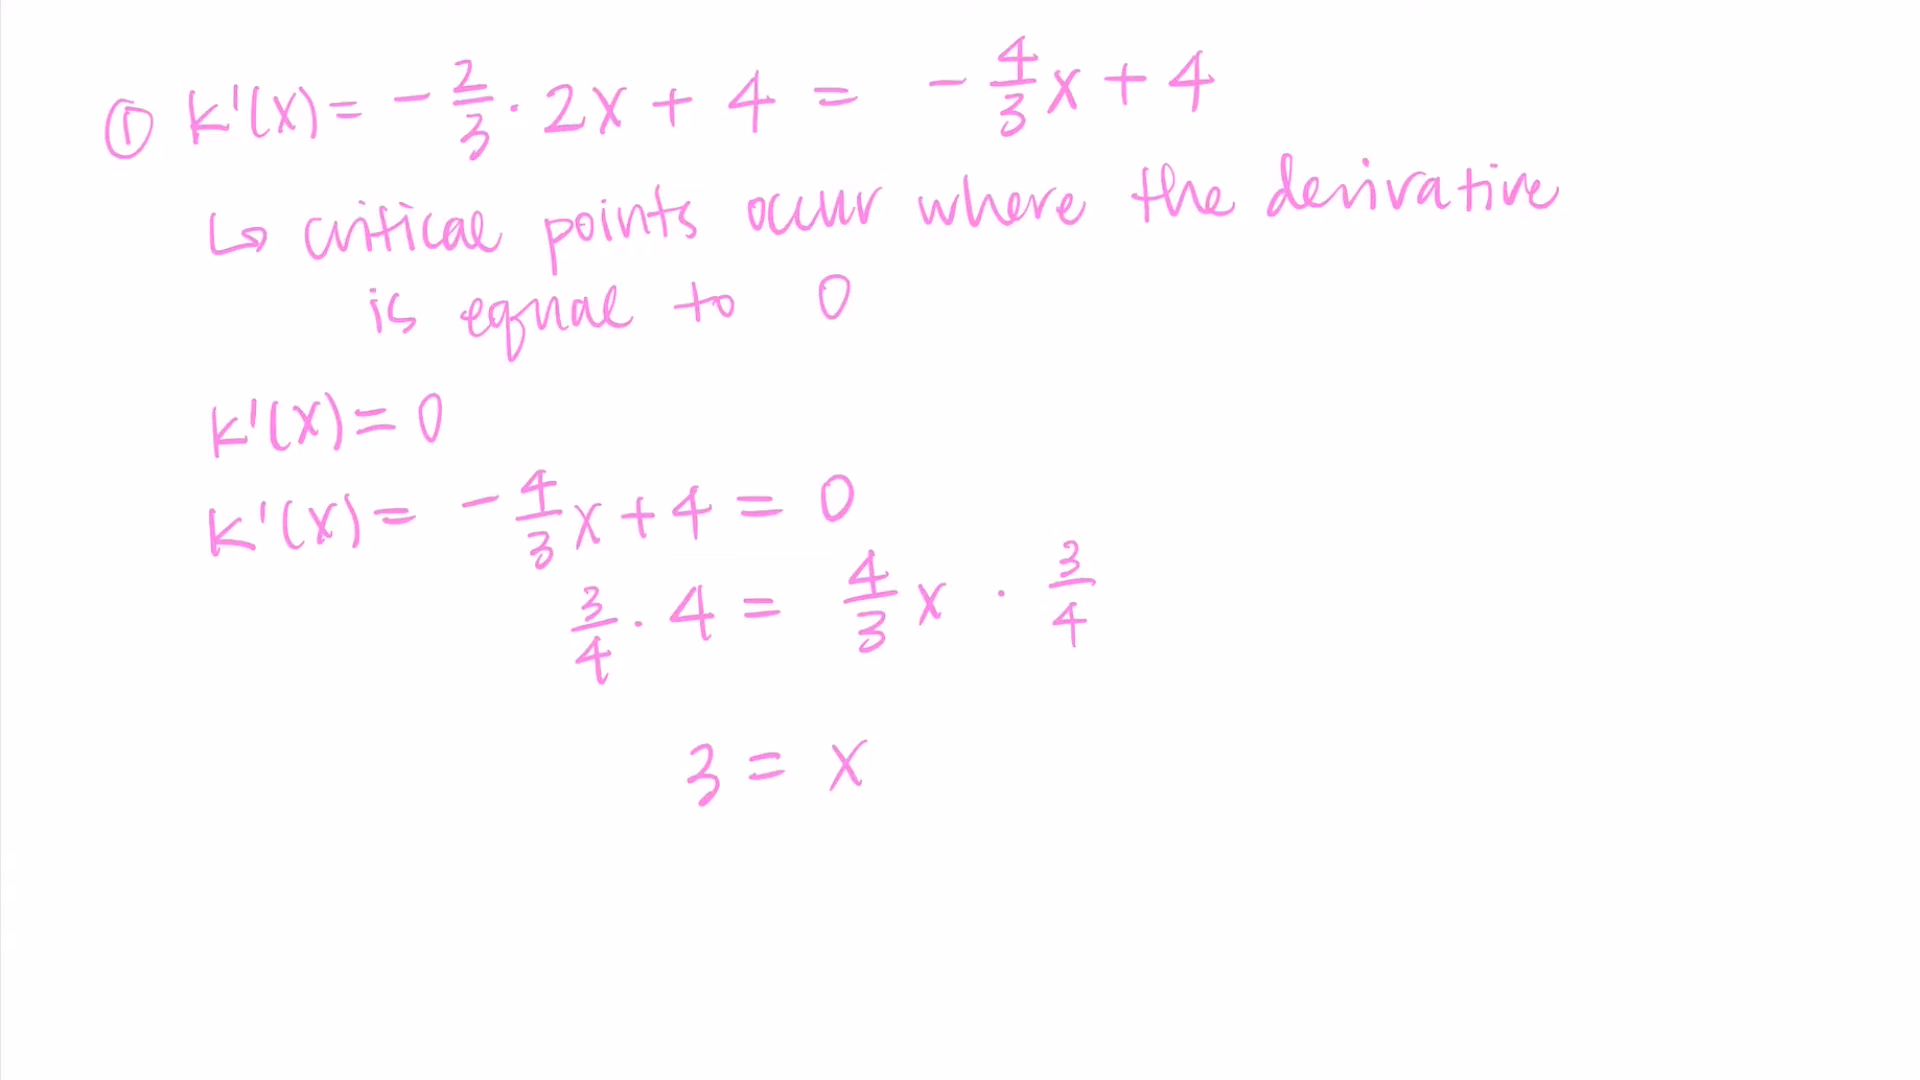 ① k'(x) = - 2/3 · 2x + 4 = - 4/3 x + 4
↳ critical points occur where the derivative
is equal to 0
k'(x) = 0
k'(x) = - 4/3 x + 4 = 0
3/4 · 4 = 4/3 x · 3/4
3 = x